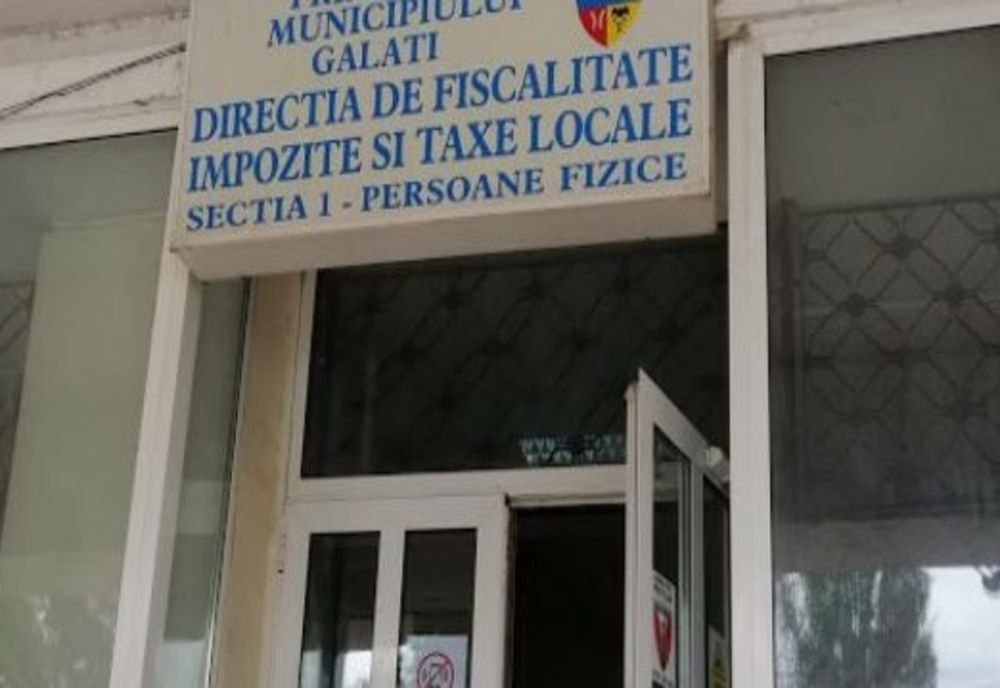 MUNICIPIULUI
GALATI
DIRECTIA DE FISCALITATE
IMPOZITE SI TAXE LOCALE
SECTIA 1 - PERSOANE FIZICE